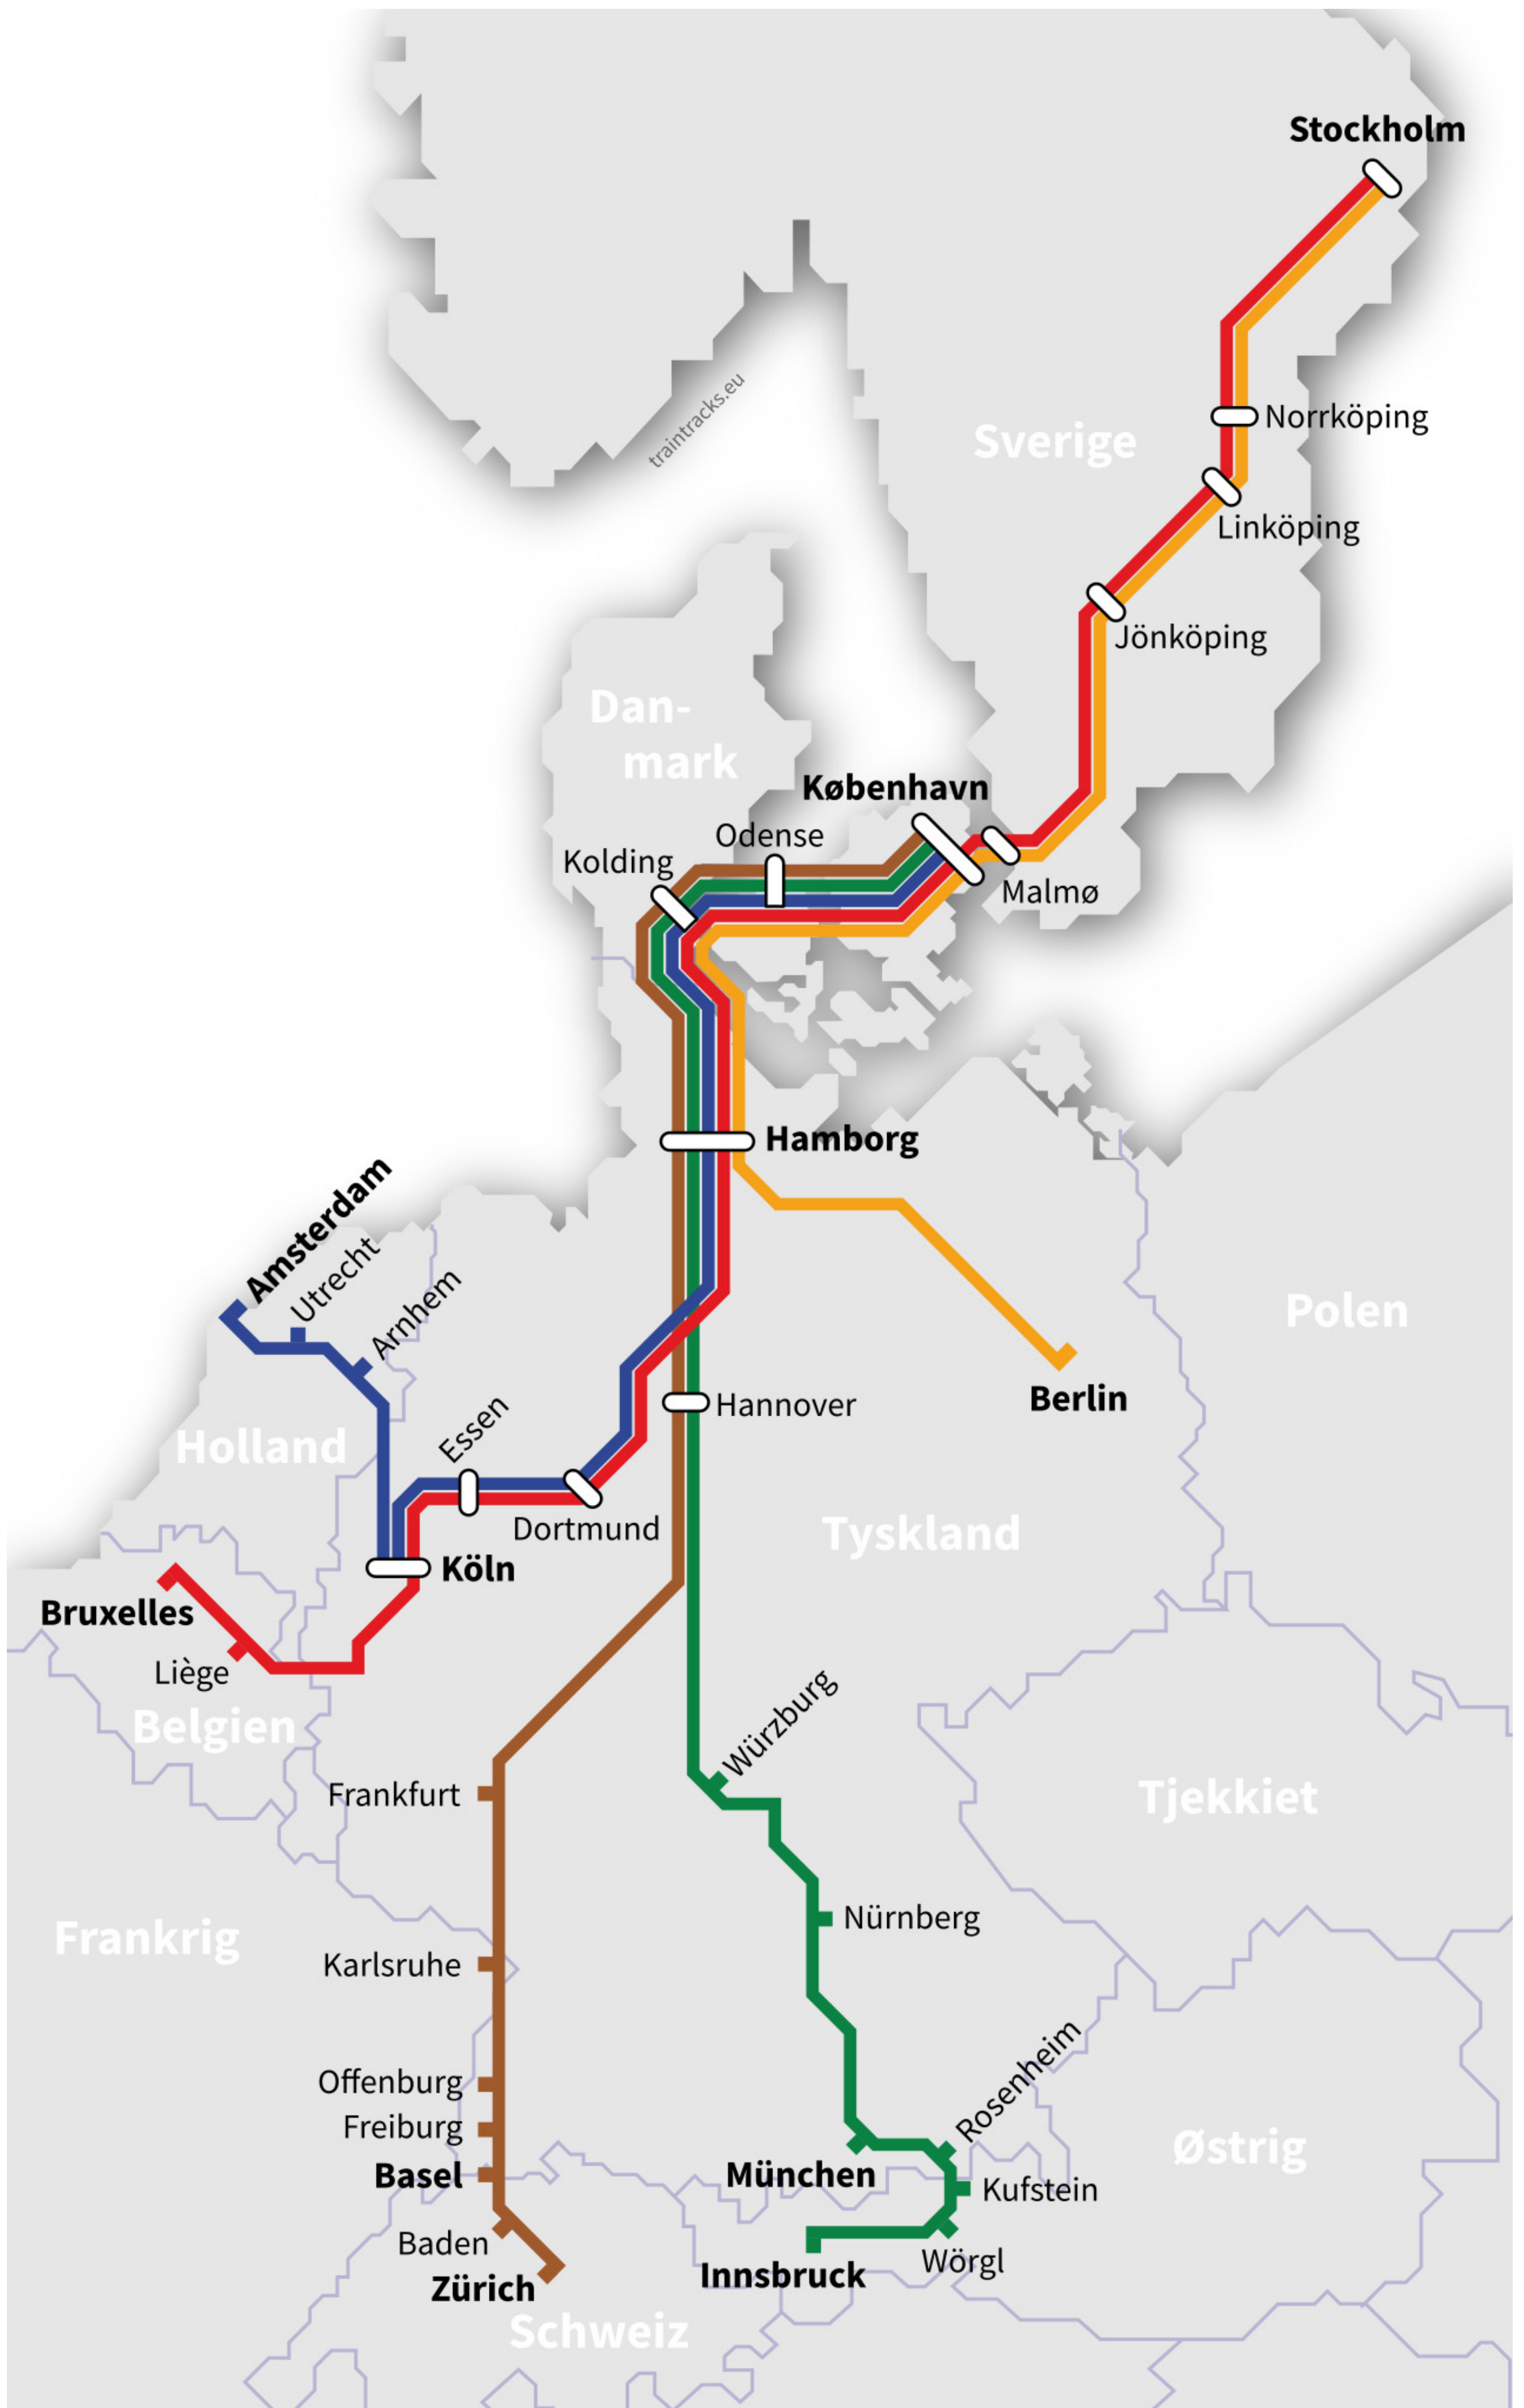 Stockholm
traintracks.eu
Norrköping
Sverige
Linköping
Jönköping
Dan-
mark
København
Odense
Kolding
Malmø
Hamborg
Amsterdam
Utrecht
Arnhem
Polen
Berlin
Hannover
Essen
Holland
Dortmund
Tyskland
Köln
Bruxelles
Liège
Belgien
Würzburg
Frankfurt
Tjekkiet
Nürnberg
Frankrig
Karlsruhe
Rosenheim
Offenburg
Freiburg
Østrig
Basel
München
Kufstein
Baden
Wörgl
Innsbruck
Zürich
Schweiz